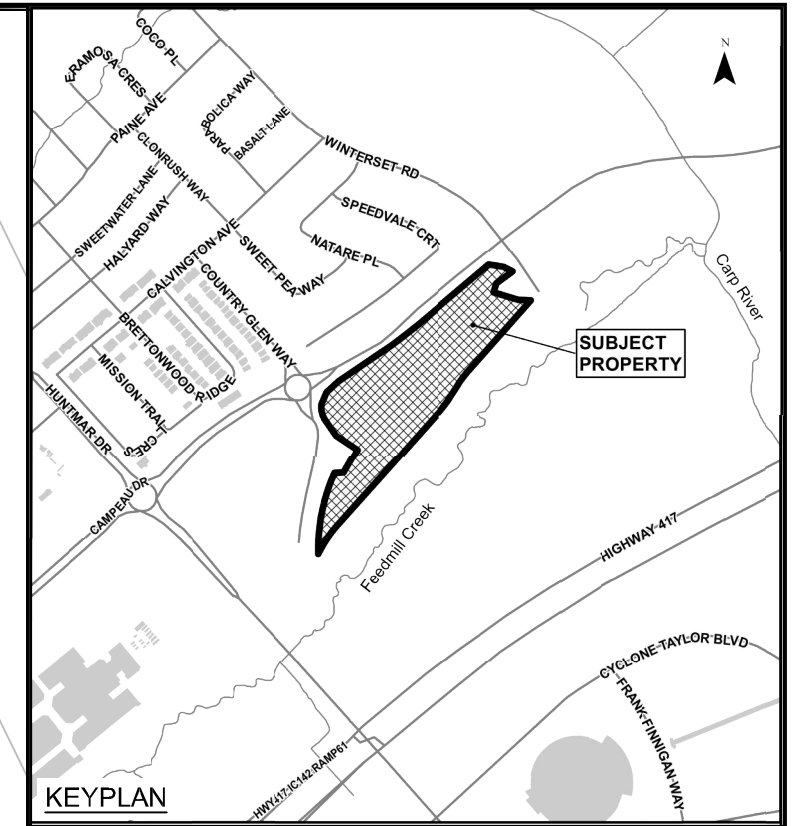 COCO PL
ERAMOSA CRES
N
PAINE AVE
BOLICA WAY
PARA
BASALT LANE
CLONRUSH WAY
WINTERSET RD
SWEETWATER LANE
HALYARD WAY
SPEEDVALE CRT
NATARE PL
SWEET PEA WAY
CALVINGTON AVE
COUNTRY GLEN WAY
Carp River
BRETTONWOOD RIDGE
SUBJECT
PROPERTY
MISSION TRAIL CRES
HUNTMAR DR
CAMPEAU DR
Feedmill Creek
HIGHWAY 417
CYCLONE TAYLOR BLVD
FRANK FINNIGAN WAY
HWY417 IC142 RAMP61
KEYPLAN